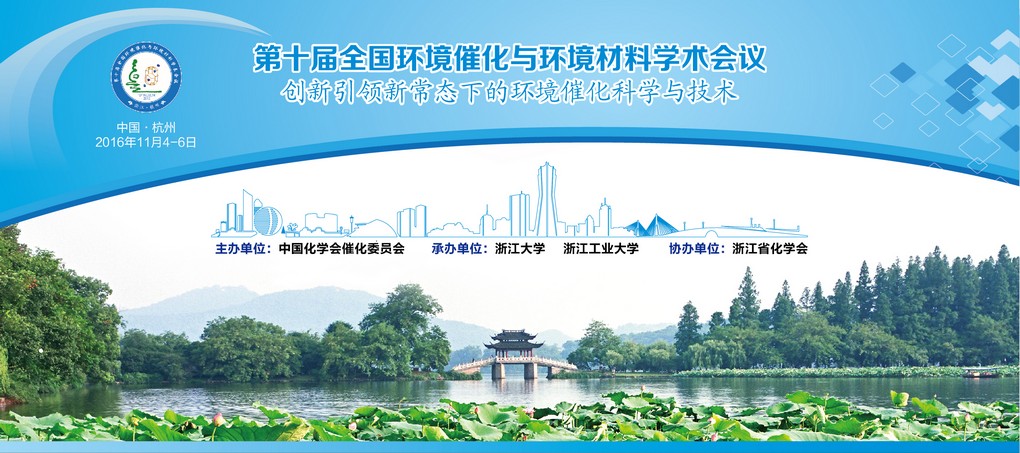 第十届全国环境催化与环境材料学术会议
创新引领新常态下的环境催化科学与技术
中国·杭州
2016年11月4-6日
主办单位：中国化学会催化委员会 承办单位：浙江大学 浙江工业大学 协办单位：浙江省化学会